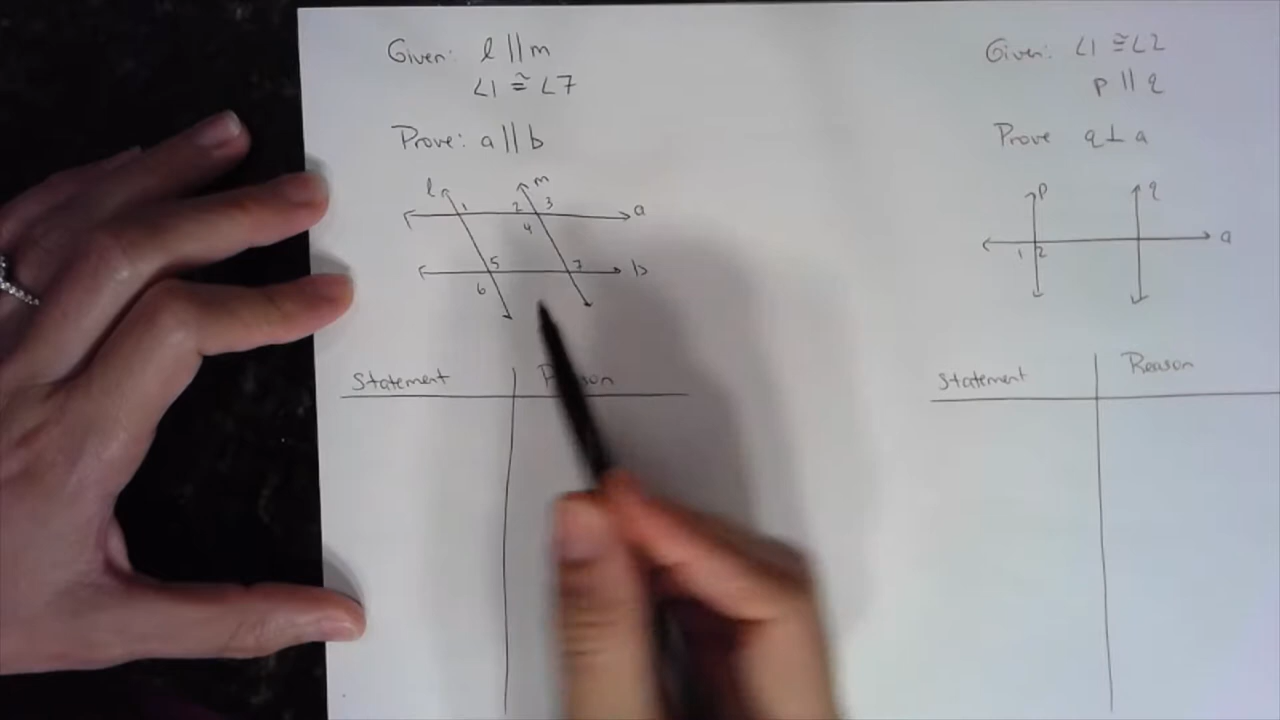 Given: l || m
∠1 ≅ ∠7
Prove: a || b
l m
1 2 3 a
4
5 7 b
6
Statement
Given: ∠1 ≅ ∠2
p || q
Prove q ⊥ a
p q
a
1 2
Statement Reason